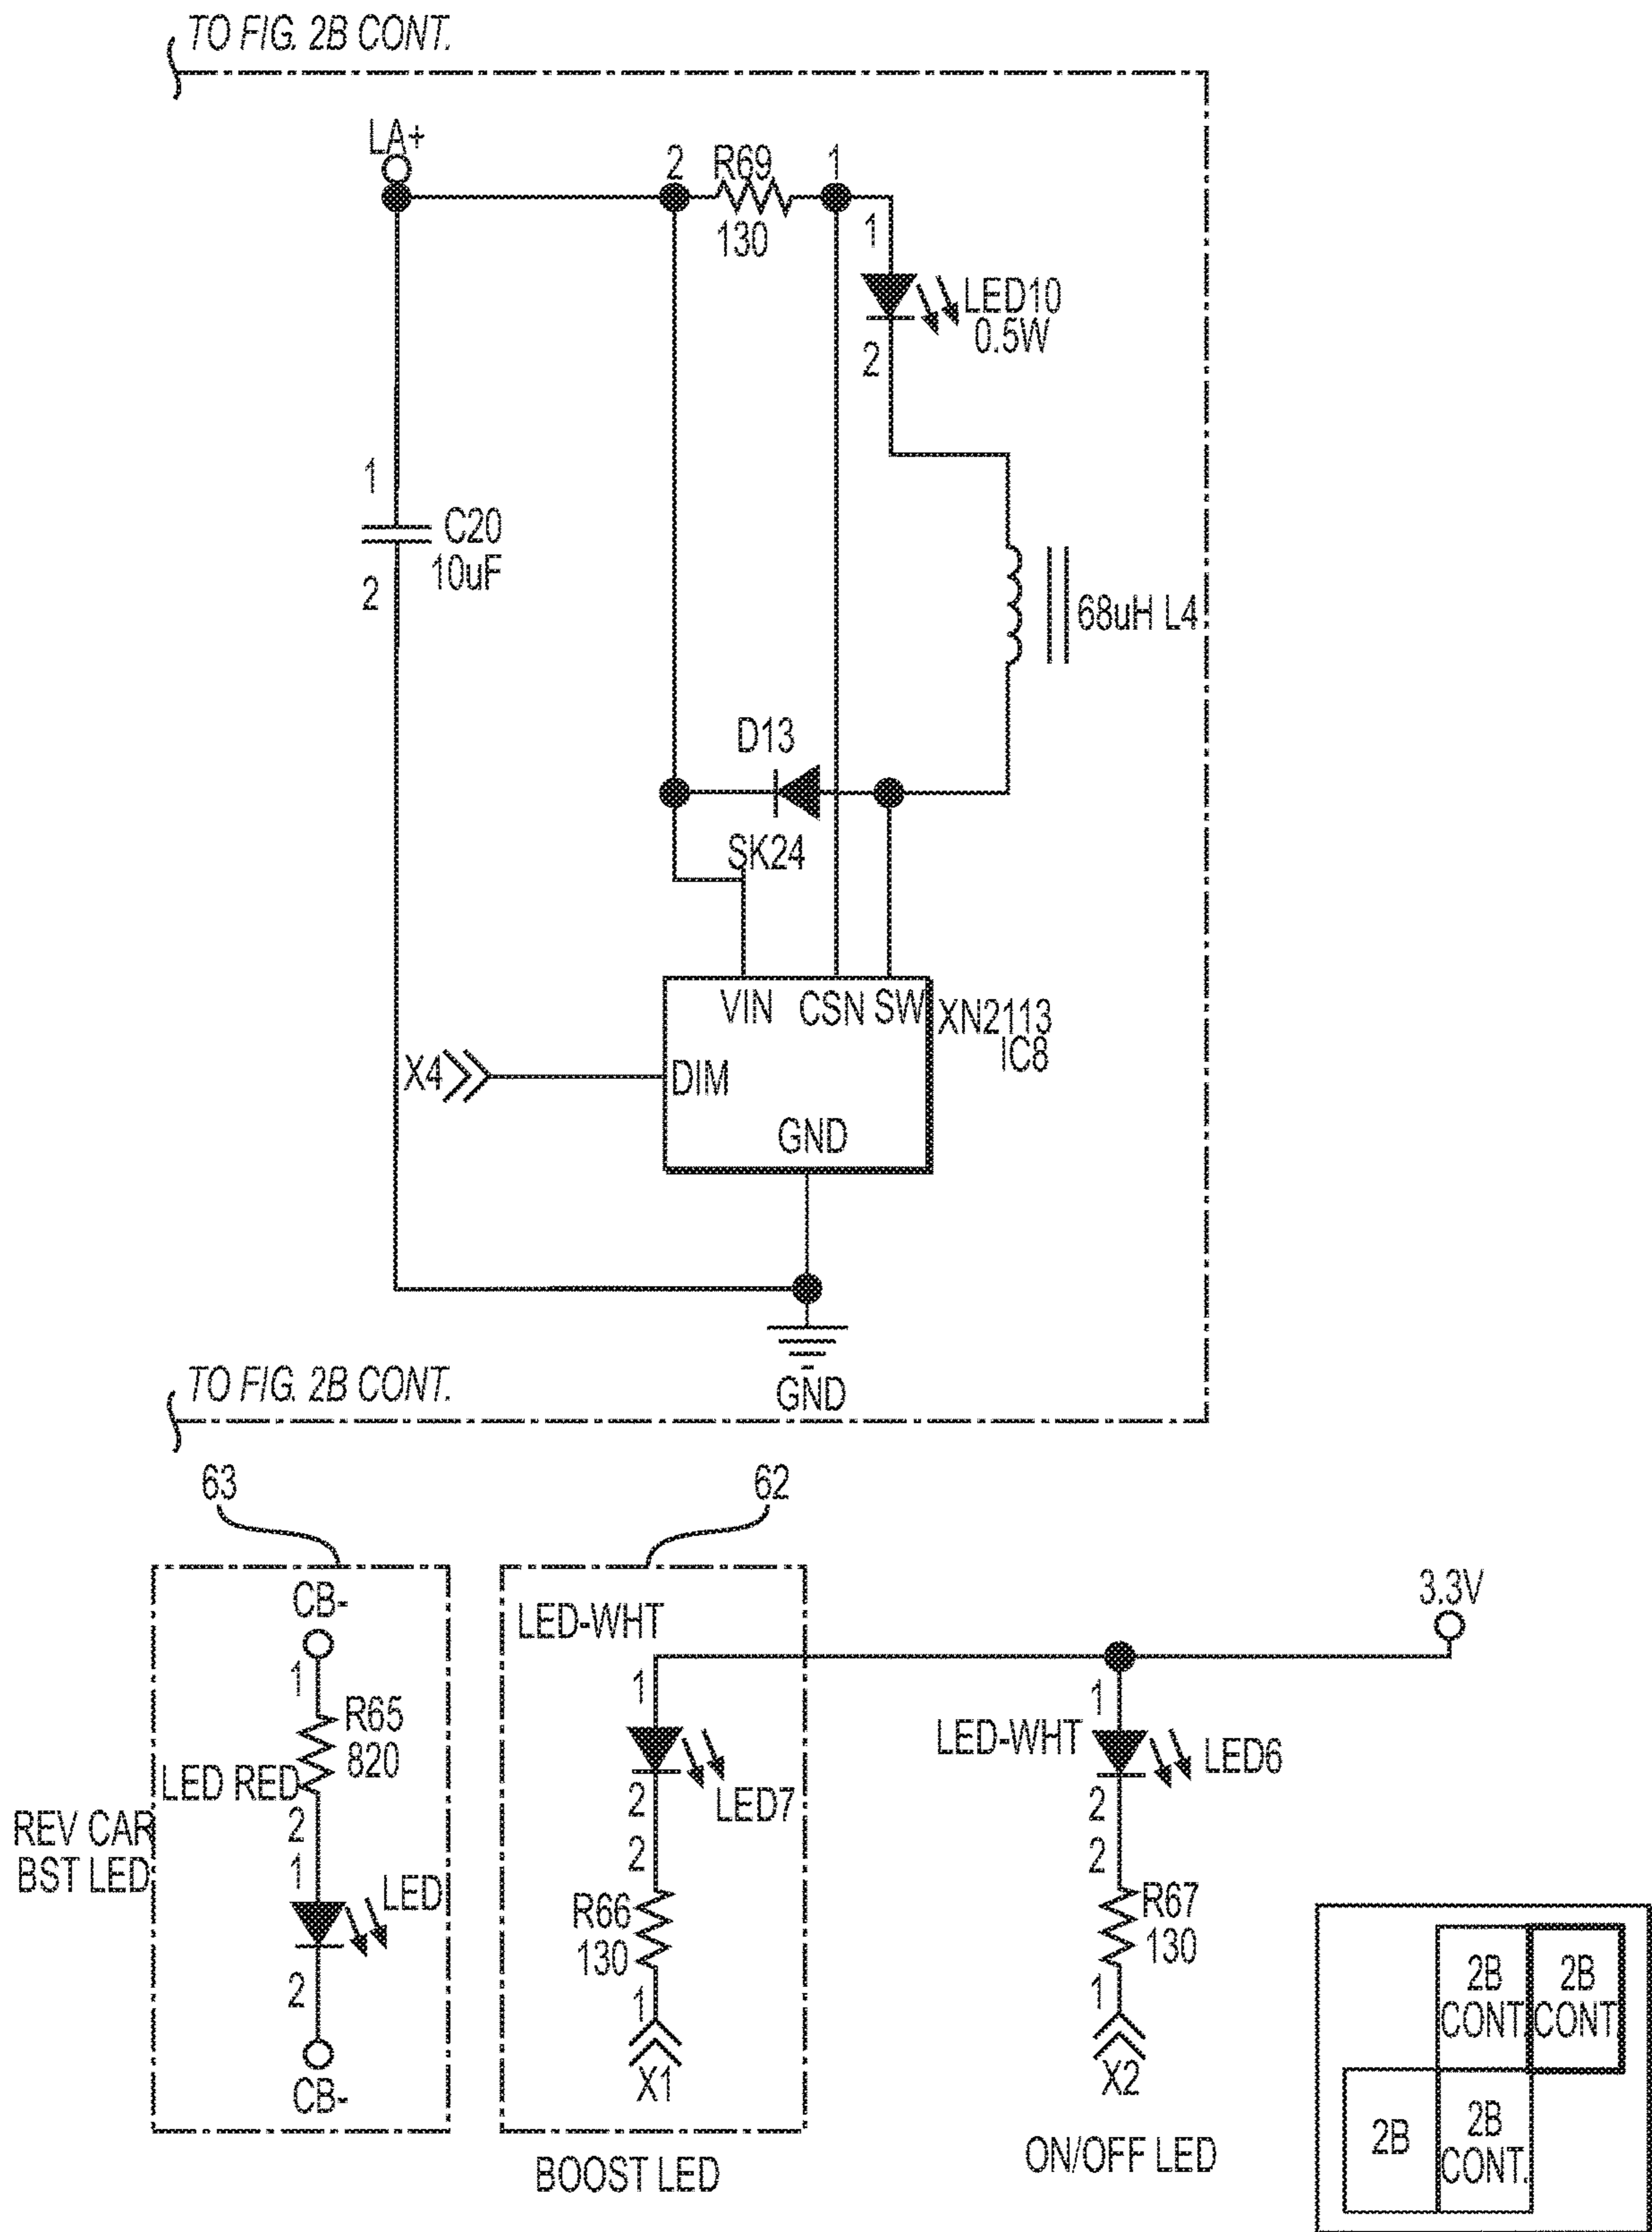 TO FIG. 2B CONT.
LA+
2 R69 1
130
1
LED10
0.5W
2
1
C20
10uF
2
68uH L4
D13
SK24
VIN CSN SW
XN2113
IC8
X4
DIM
GND
GND
TO FIG. 2B CONT.
63
62
CB-
1
R65
820
LED RED
2
REV CAR
BST LED
1
LED
2
CB-
LED-WHT
1
2
LED7
2
R66
130
1
X1
BOOST LED
3.3V
1
LED-WHT
LED6
2
2
R67
130
1
X2
ON/OFF LED
2B
CONT.
2B
CONT
2B
2B
CONT.